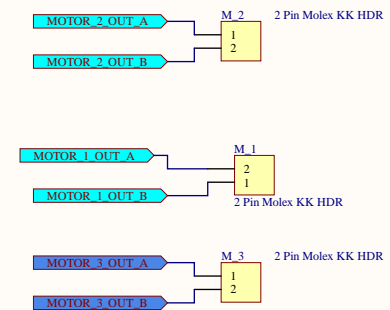 MOTOR_2_OUT_A
M_2
2 Pin Molex KK HDR
1
2
MOTOR_2_OUT_B
MOTOR_1_OUT_A
M_1
2
1
MOTOR_1_OUT_B
2 Pin Molex KK HDR
MOTOR_3_OUT_A
M_3
2 Pin Molex KK HDR
1
2
MOTOR_3_OUT_B